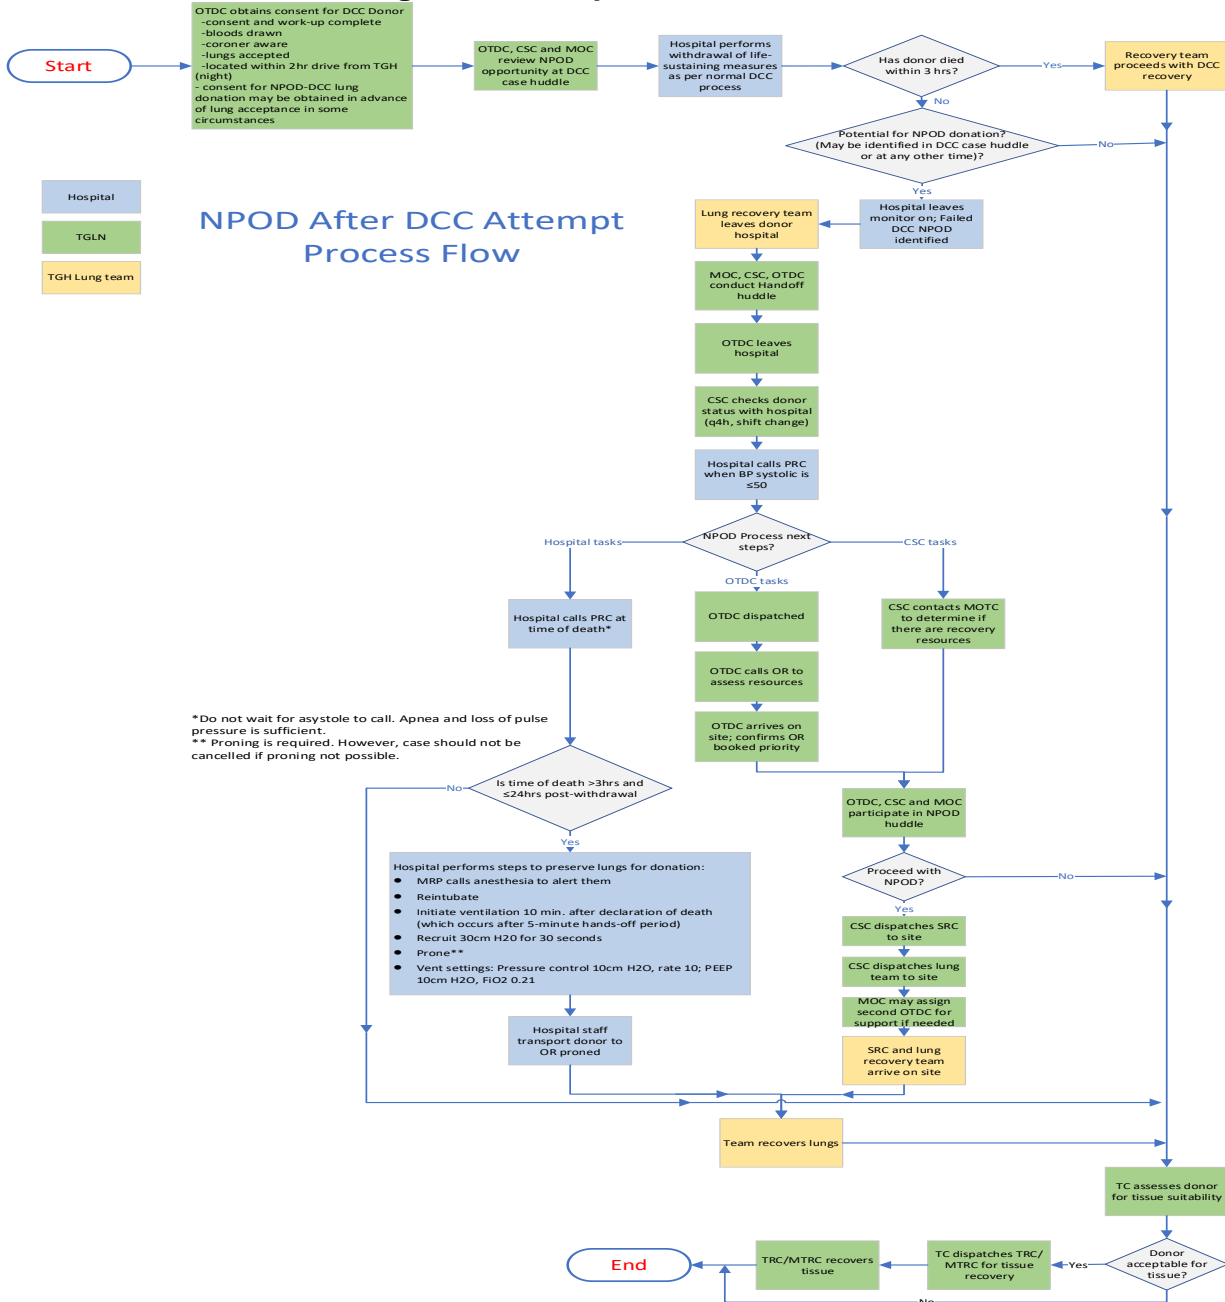 Start
OTDC obtains consent for DCC Donor
-consent and work-up complete
-bloods drawn
-coroner aware
-lungs accepted
-located within 2hr drive from TGH
(night)
- consent for NPOD-DCC lung
donation may be obtained in advance
of lung acceptance in some
circumstances
OTDC, CSC and MOC
review NPOD
opportunity at DCC
case huddle
Hospital performs
withdrawal of life-
sustaining measures
as per normal DCC
process
Has donor died
within 3 hrs?
Yes
Recovery team
proceeds with DCC
recovery
No
Potential for NPOD donation?
(May be identified in DCC case huddle
or at any other time)?
No
Yes
Hospital
TGLN
TGH Lung team
NPOD After DCC Attempt
Process Flow
Hospital leaves
monitor on; Failed
DCC NPOD
identified
Lung recovery team
leaves donor
hospital
MOC, CSC, OTDC
conduct Handoff
huddle
OTDC leaves
hospital
CSC checks donor
status with hospital
(q4h, shift change)
Hospital calls PRC
when BP systolic is
≤50
NPOD Process next
steps?
Hospital tasks
OTDC tasks
CSC tasks
Hospital calls PRC at
time of death*
OTDC dispatched
CSC contacts MOTC
to determine if
there are recovery
resources
OTDC calls OR to
assess resources
OTDC arrives on
site; confirms OR
booked priority
*Do not wait for asystole to call. Apnea and loss of pulse
pressure is sufficient.
** Proning is required. However, case should not be
cancelled if proning not possible.
Is time of death >3hrs and
≤24hrs post-withdrawal
No
Yes
OTDC, CSC and MOC
participate in NPOD
huddle
Proceed with
NPOD?
No
Yes
Hospital performs steps to preserve lungs for donation:
● MRP calls anesthesia to alert them
● Reintubate
● Initiate ventilation 10 min. after declaration of death
(which occurs after 5-minute hands-off period)
● Recruit 30cm H20 for 30 seconds
● Prone**
● Vent settings: Pressure control 10cm H2O, rate 10; PEEP
10cm H2O, FiO2 0.21
CSC dispatches SRC
to site
CSC dispatches lung
team to site
MOC may assign
second OTDC for
support if needed
Hospital staff
transport donor to
OR proned
SRC and lung
recovery team
arrive on site
Team recovers lungs
TC assesses donor
for tissue suitability
Donor
acceptable for
tissue?
Yes
TC dispatches TRC/
MTRC for tissue
recovery
TRC/MTRC recovers
tissue
End
No